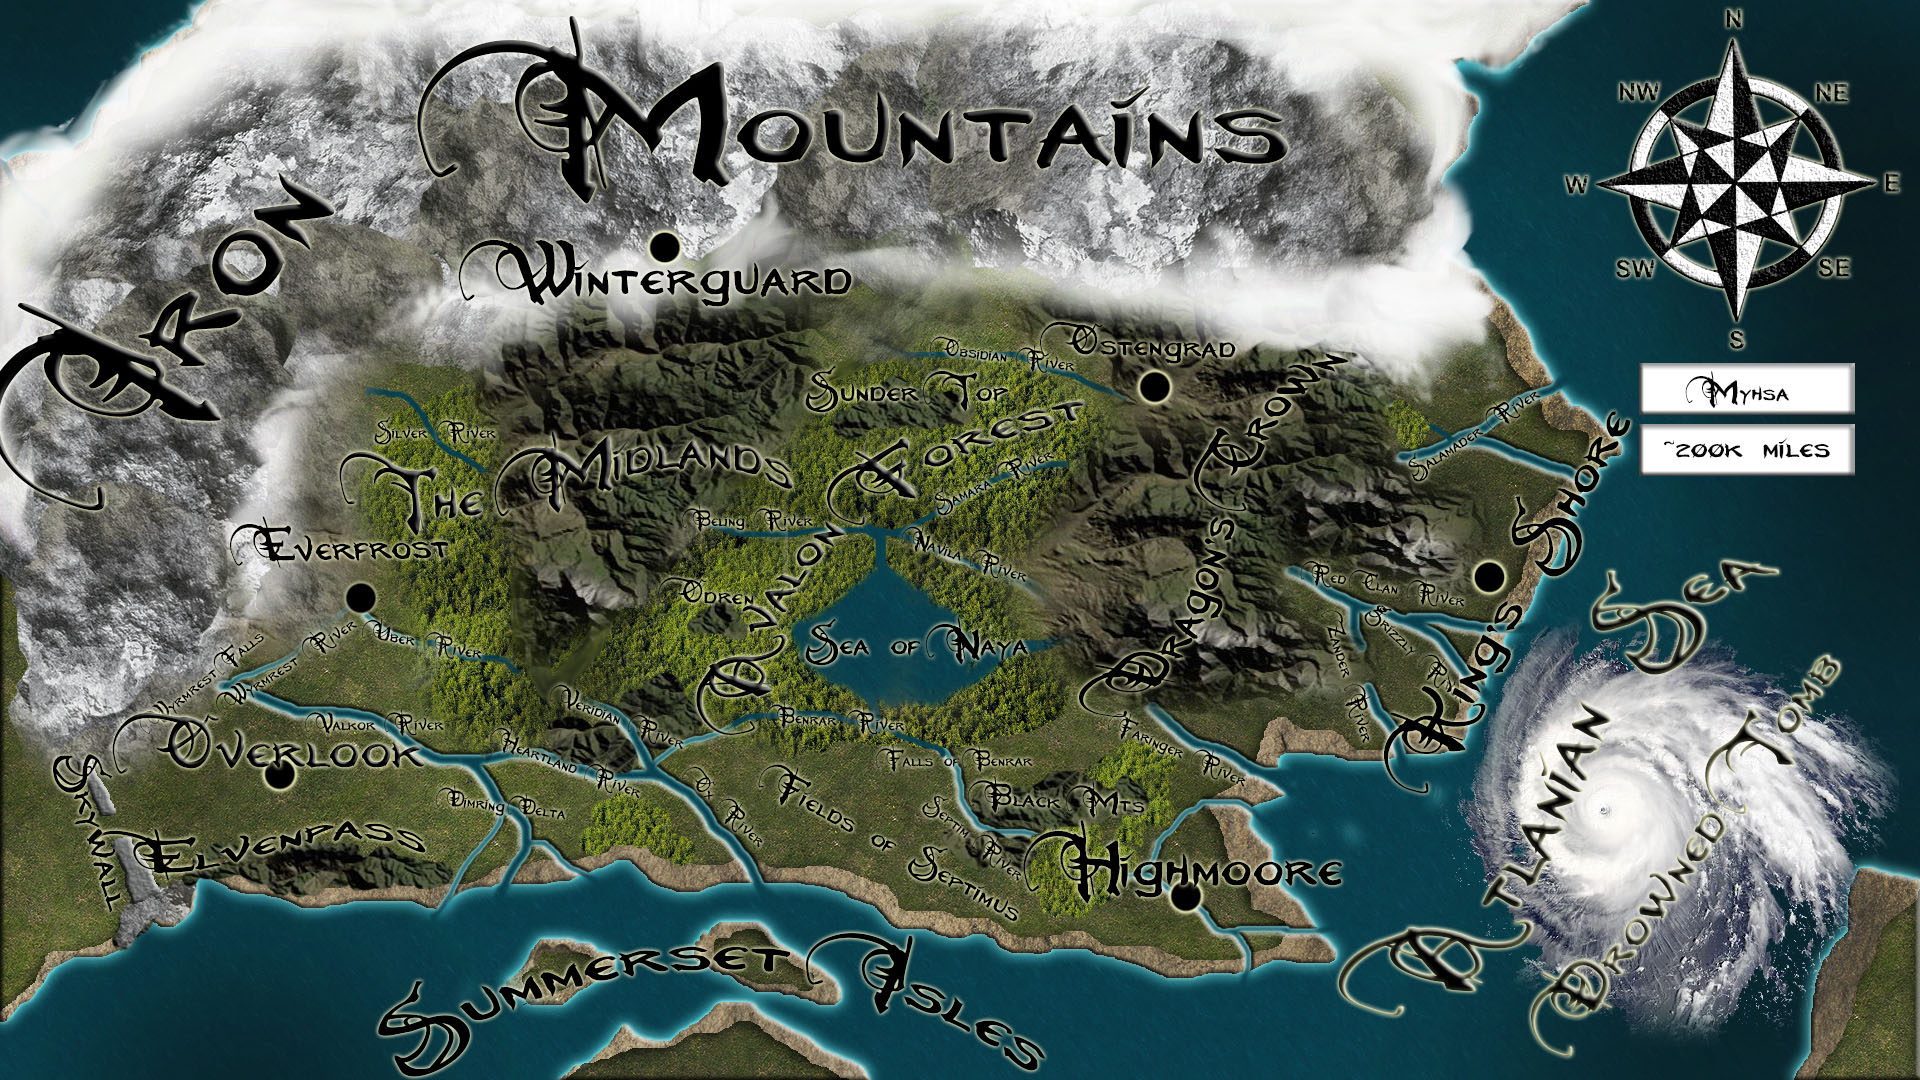 N
NW
NE
W
E
SW
SE
S
Myhsa
~200k miles
Iron Mountains
Winterguard
Ostengrad
Obsidian River
Sunder Top
Silver River
The Midlands
Avalon Forest
Samara River
Beling River
Navila River
Dragon's Crown
Salamader River
King's Shore
Everfrost
Odren
Sea of Naya
Red Clan River
Grizzly River
Zander River
Atlanian Sea
Drowned Tomb
Wyrmrest Falls
Wyrmrest River
Uber River
Veridian River
Benrar River
Falls of Benrar
Faringer River
Valkor River
Overlook
Heartland River
Dimring Delta
Ox River
Fields of Septimus
Septim River
Black Mts
Highmoore
Skywall
Elvenpass
Summerset Isles